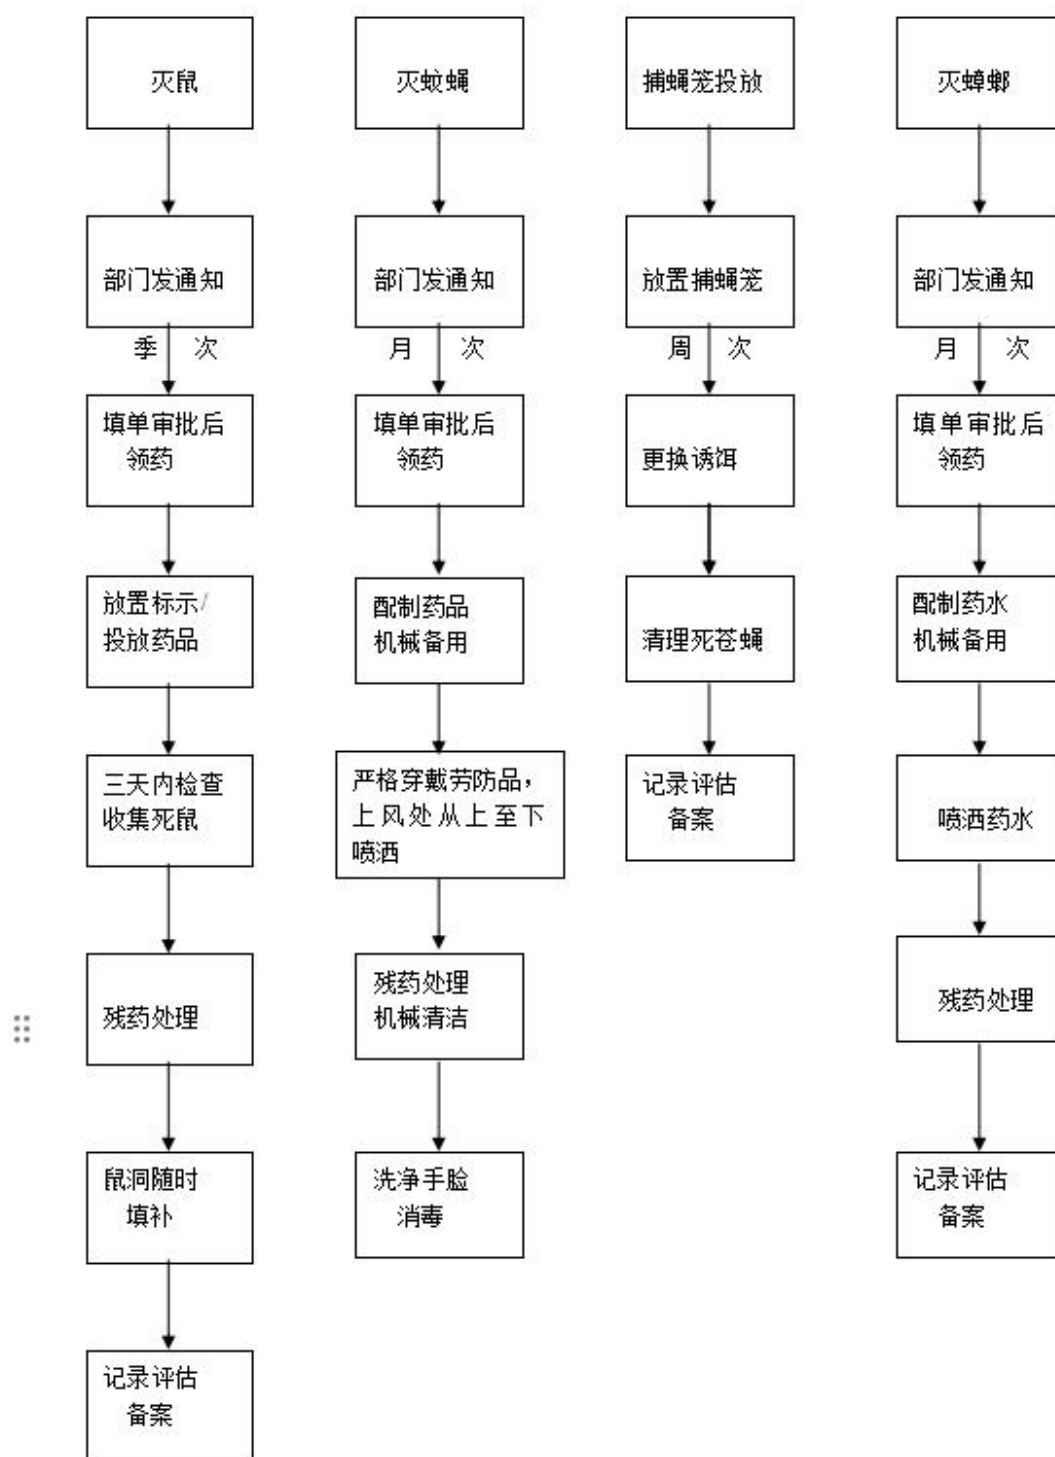 灭鼠
部门发通知
季 次
填单审批后
领药
放置标示/
投放药品
三天内检查
收集死鼠
残药处理
鼠洞随时
填补
记录评估
备案
灭蚊蝇
部门发通知
月 次
填单审批后
领药
配制药品
机械备用
严格穿戴劳防品，
上风处从上至下
喷洒
残药处理
机械清洁
洗净手脸
消毒
捕蝇笼投放
放置捕蝇笼
周 次
更换诱饵
清理死苍蝇
记录评估
备案
灭蟑螂
部门发通知
月 次
填单审批后
领药
配制药水
机械备用
喷洒药水
残药处理
记录评估
备案